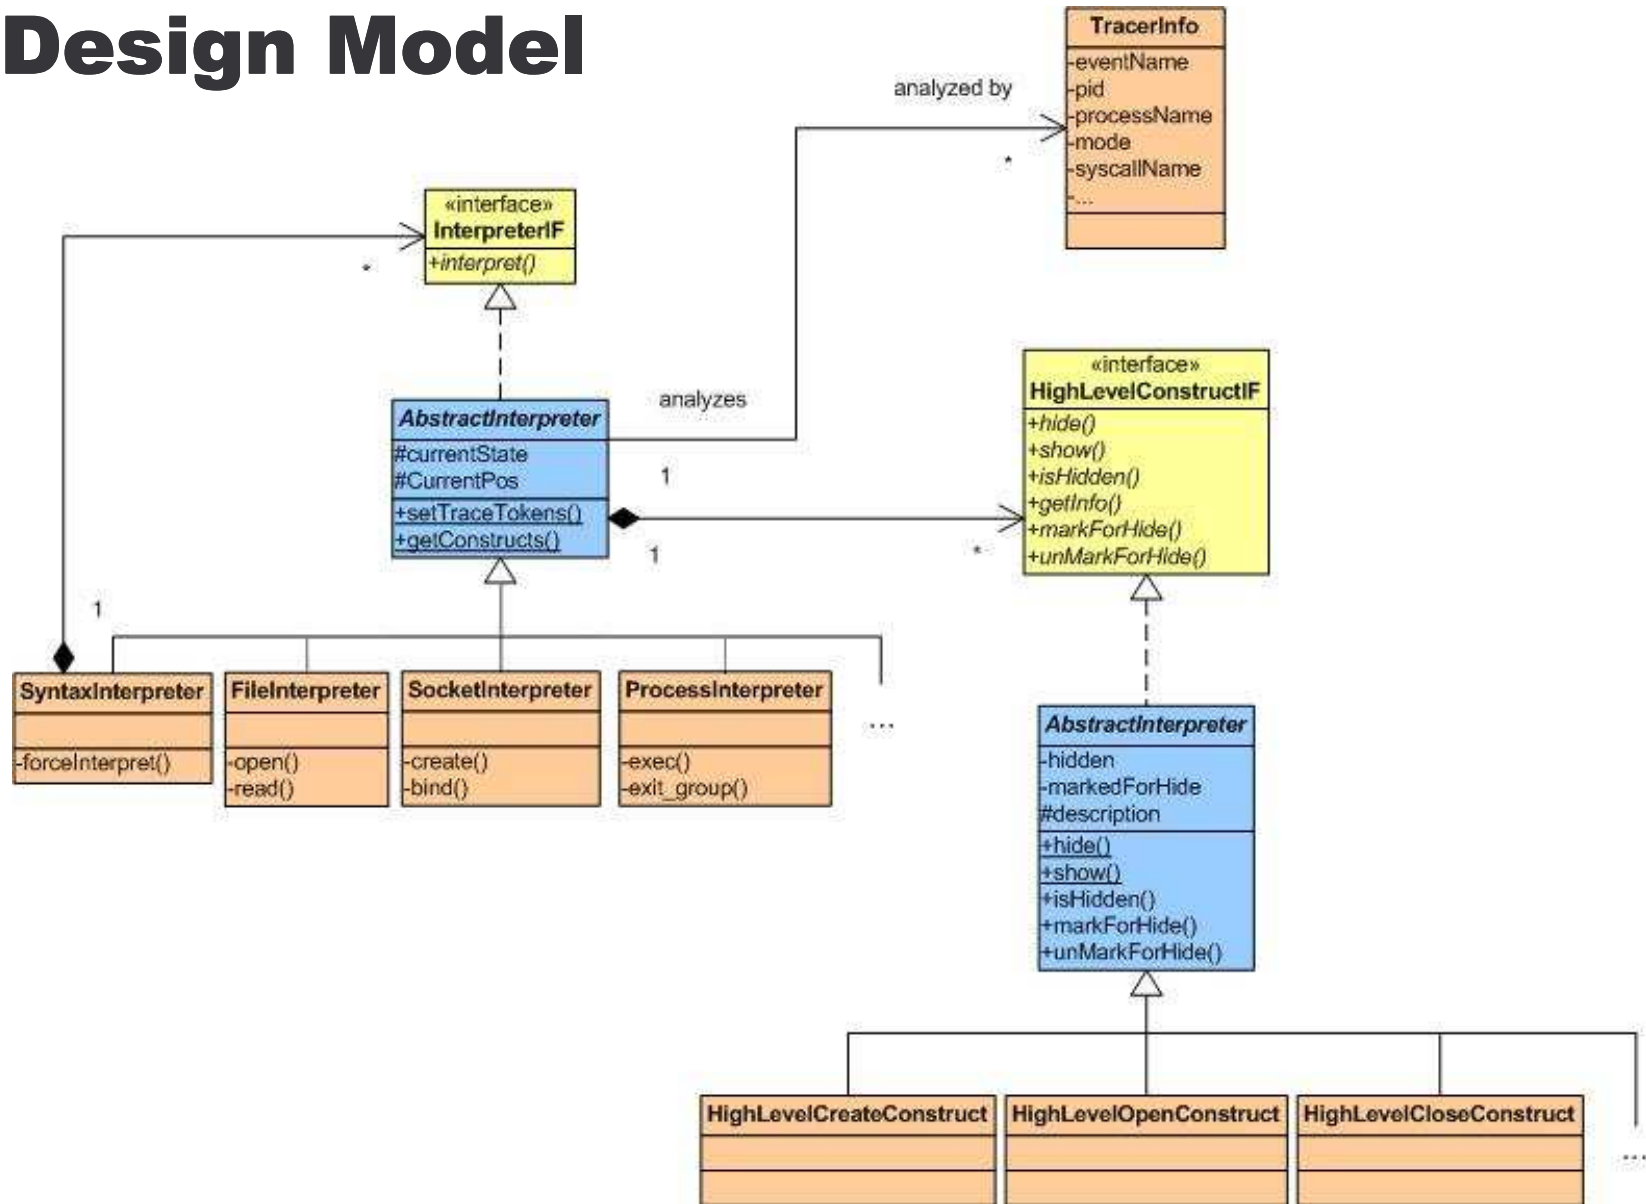 Design Model
TracerInfo
-eventName
-pid
-processName
-mode
-syscallName
-...
analyzed by
*
«interface»
InterpreterIF
+interpret()
*
«interface»
HighLevelConstructIF
+hide()
+show()
+isHidden()
+getInfo()
+markForHide()
+unMarkForHide()
AbstractInterpreter
#currentState
#CurrentPos
+setTraceTokens()
+getConstructs()
analyzes
1
1
*
1
SyntaxInterpreter
-forceInterpret()
FileInterpreter
-open()
-read()
SocketInterpreter
-create()
-bind()
ProcessInterpreter
-exec()
-exit_group()
...
AbstractInterpreter
-hidden
-markedForHide
#description
+hide()
+show()
+isHidden()
+markForHide()
+unMarkForHide()
HighLevelCreateConstruct
HighLevelOpenConstruct
HighLevelCloseConstruct
...